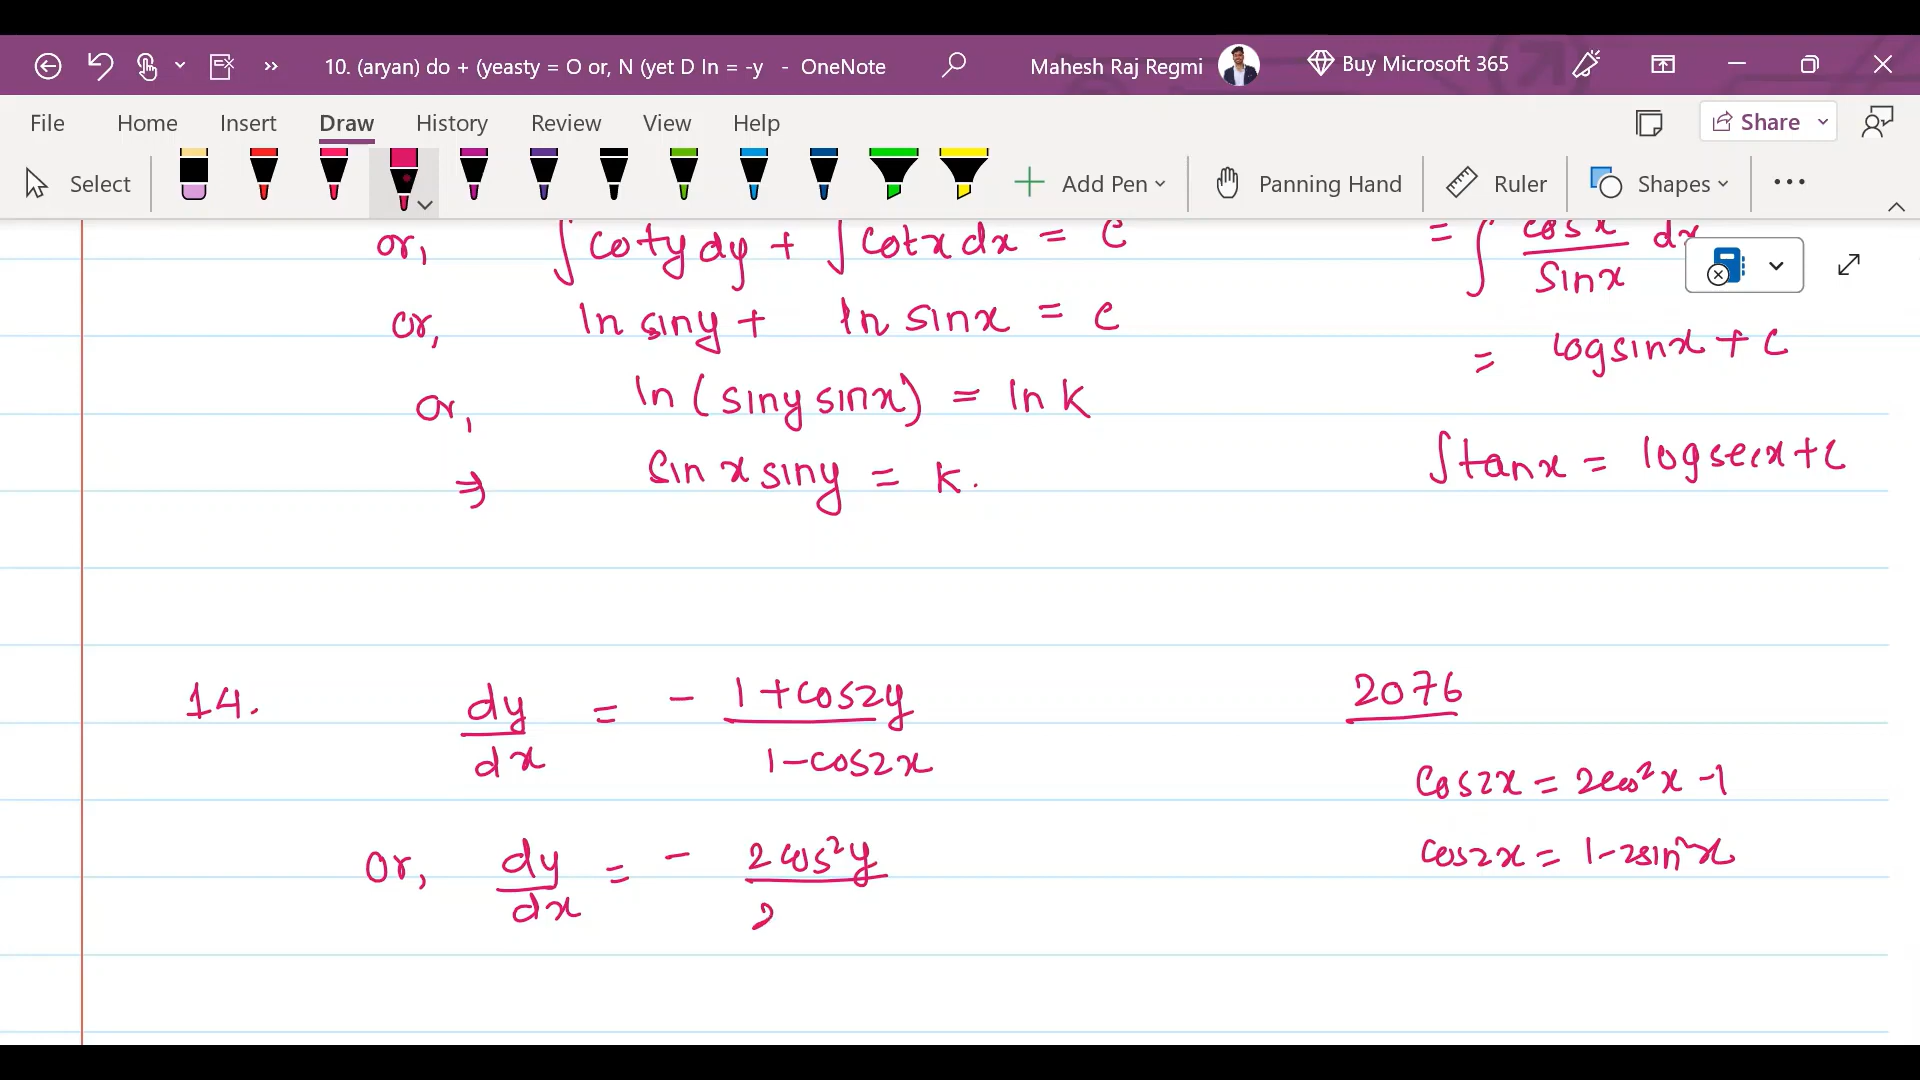 10. (aryan) do + (yeasty = O or, N (yet D In = -y - OneNote
Mahesh Raj Regmi
Buy Microsoft 365
File Home Insert Draw History Review View Help
Share
Select
Add Pen
Panning Hand
Ruler
Shapes
or, ∫ coty dy + ∫ cotx dx = c
or, ln siny + ln sinx = c
or, ln (siny sinx) = ln k
⇒ sinx siny = k.
= ∫ cosx/sinx dx
= logsinx + c
∫tanx = logsecx + c
14. dy/dx = - 1+cos2y/1-cos2x
2076
cos2x = 2cos²x - 1
cos2x = 1-2sin²x
Or, dy/dx = - 2cos²y/2